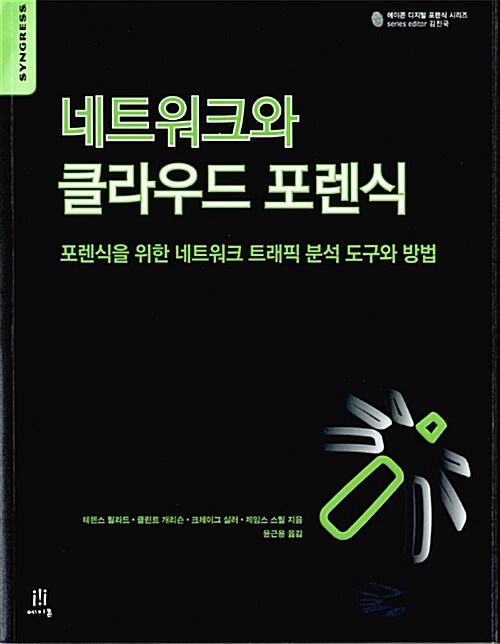 SYNGRESS
에이콘 디지털 포렌식 시리즈
series editor 김진국
네트워크와
클라우드 포렌식
포렌식을 위한 네트워크 트래픽 분석 도구와 방법
테렌스 릴라드 · 클린트 개리슨 · 크레이그 실러 · 제임스 스틸 지음
윤근용 옮김
에이콘